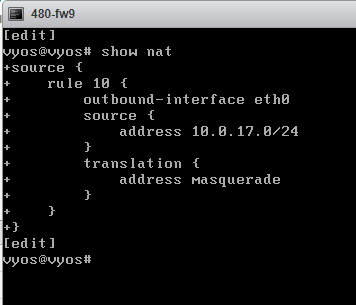 480-fw9
[edit]
vyos@vyos# show nat
+source {
+    rule 10 {
+        outbound-interface eth0
+        source {
+            address 10.0.17.0/24
+        }
+        translation {
+            address masquerade
+        }
+    }
+}
[edit]
vyos@vyos#